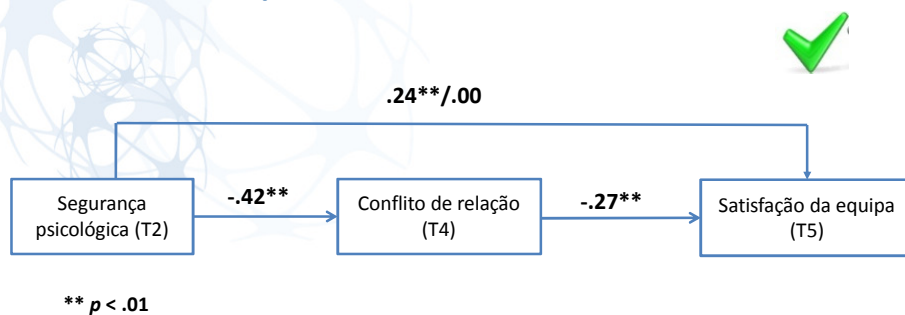 .24**/.00
Segurança
psicológica (T2)
-.42**
Conflito de relação
(T4)
-.27**
Satisfação da equipa
(T5)
** p < .01